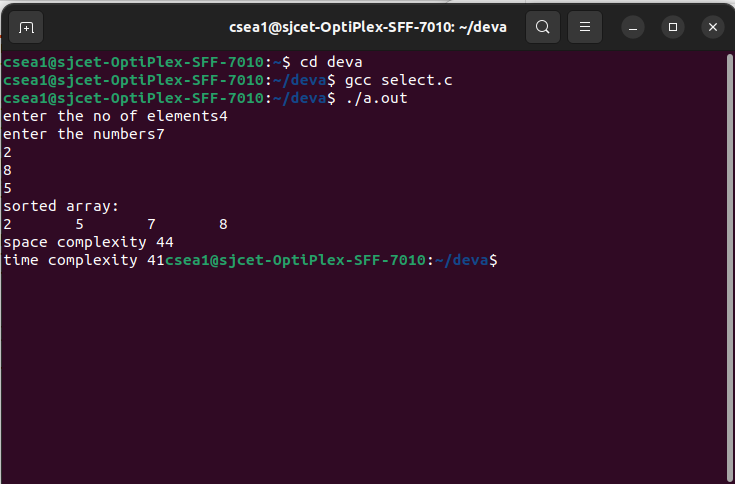 csea1@sjcet-OptiPlex-SFF-7010: ~/deva
csea1@sjcet-OptiPlex-SFF-7010:~$ cd deva
csea1@sjcet-OptiPlex-SFF-7010:~/deva$ gcc select.c
csea1@sjcet-OptiPlex-SFF-7010:~/deva$ ./a.out
enter the no of elements4
enter the numbers7
2
8
5
sorted array:
2       5       7       8
space complexity 44
time complexity 41csea1@sjcet-OptiPlex-SFF-7010:~/deva$